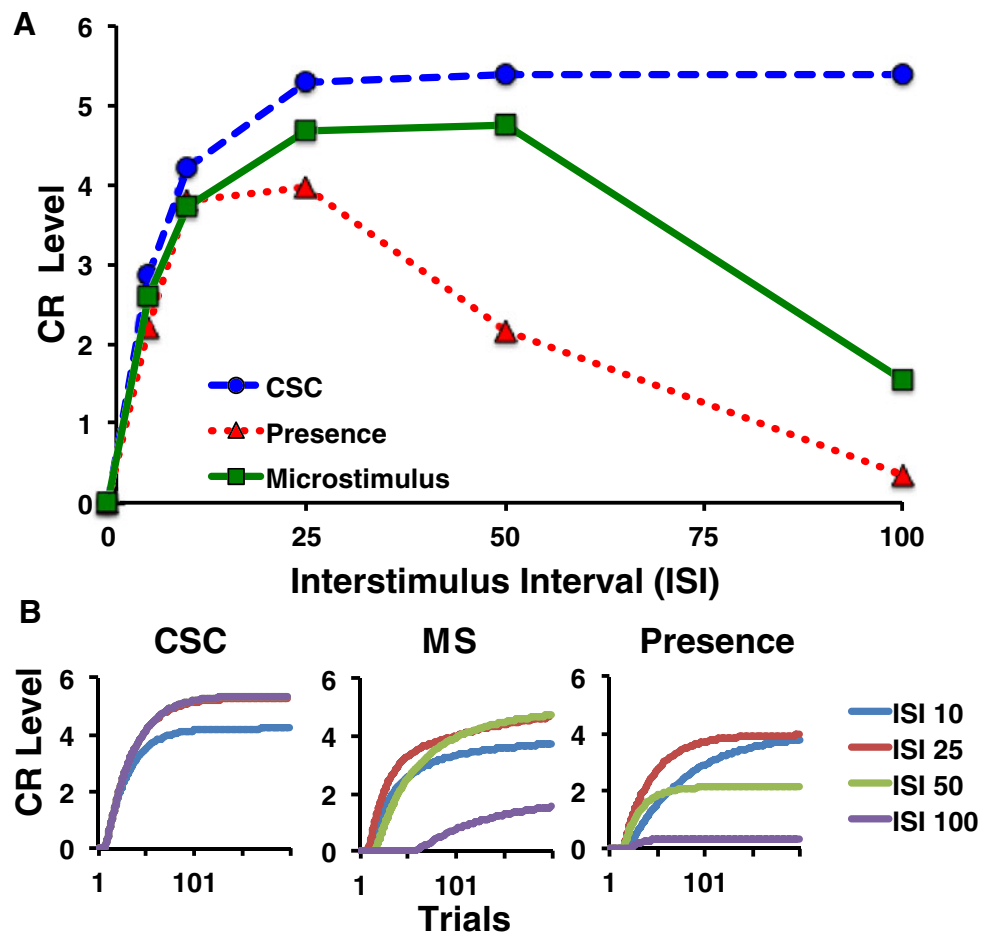 A
6
5
4
3
2
1
0
CR Level
CSC
Presence
Microstimulus
0 25 50 75 100
Interstimulus Interval (ISI)
B
CSC MS Presence
CR Level
6
4
2
0
6
4
2
0
6
4
2
0
ISI 10
ISI 25
ISI 50
ISI 100
1 101 1 101 1 101
Trials